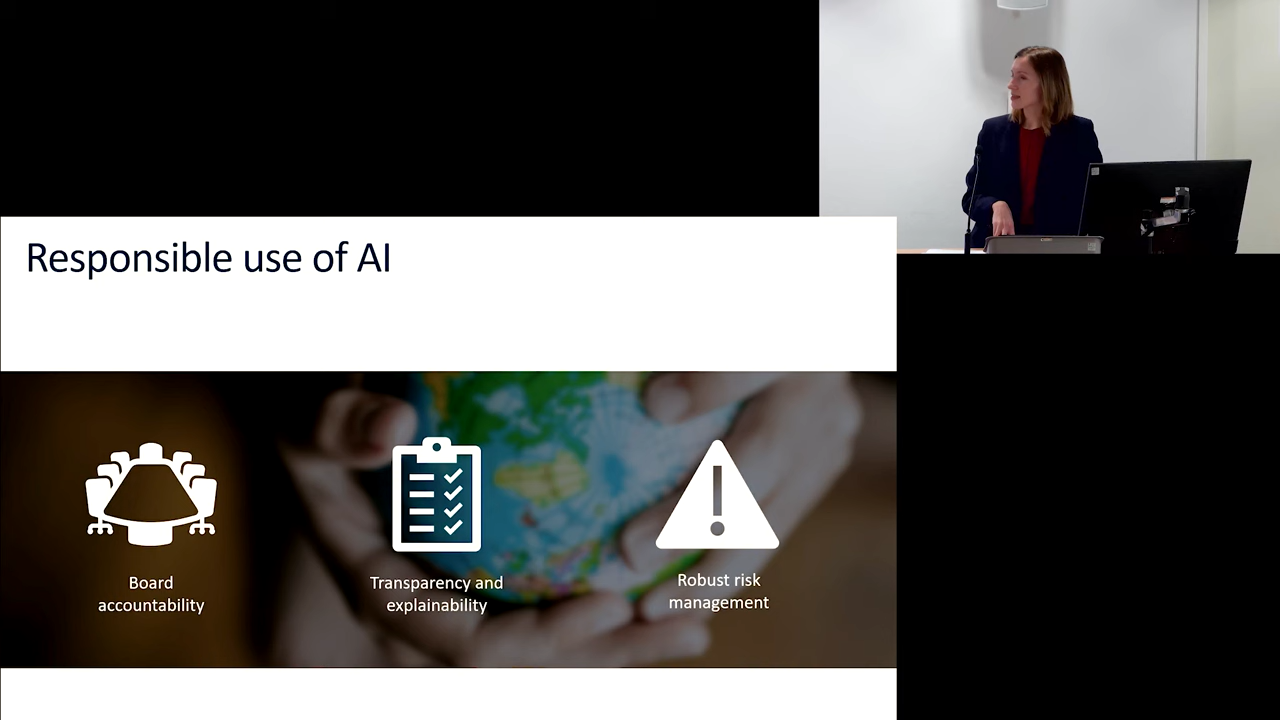 Responsible use of AI
Board
accountability
Transparency and
explainability
Robust risk
management